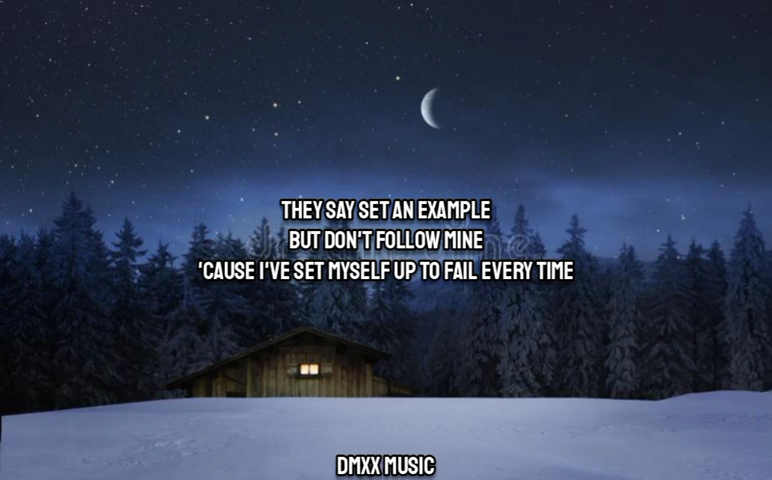 THEY SAY SET AN EXAMPLE
BUT DON'T FOLLOW MINE
'CAUSE I'VE SET MYSELF UP TO FAIL EVERY TIME
DMXX MUSIC